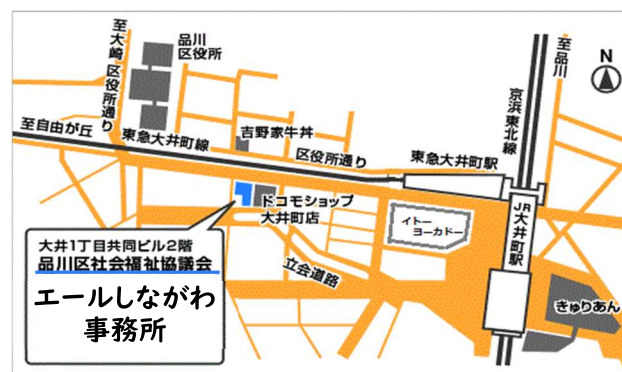 至大崎
区役所通り
品川
区役所
至品川
N
京浜東北線
至自由が丘
東急大井町線
吉野家牛丼
区役所通り
東急大井町駅
ドコモショップ
大井町店
イトー
ヨーカドー
JR大井町駅
大井1丁目共同ビル2階
品川区社会福祉協議会
エールしながわ
事務所
立会道路
きゅりあん